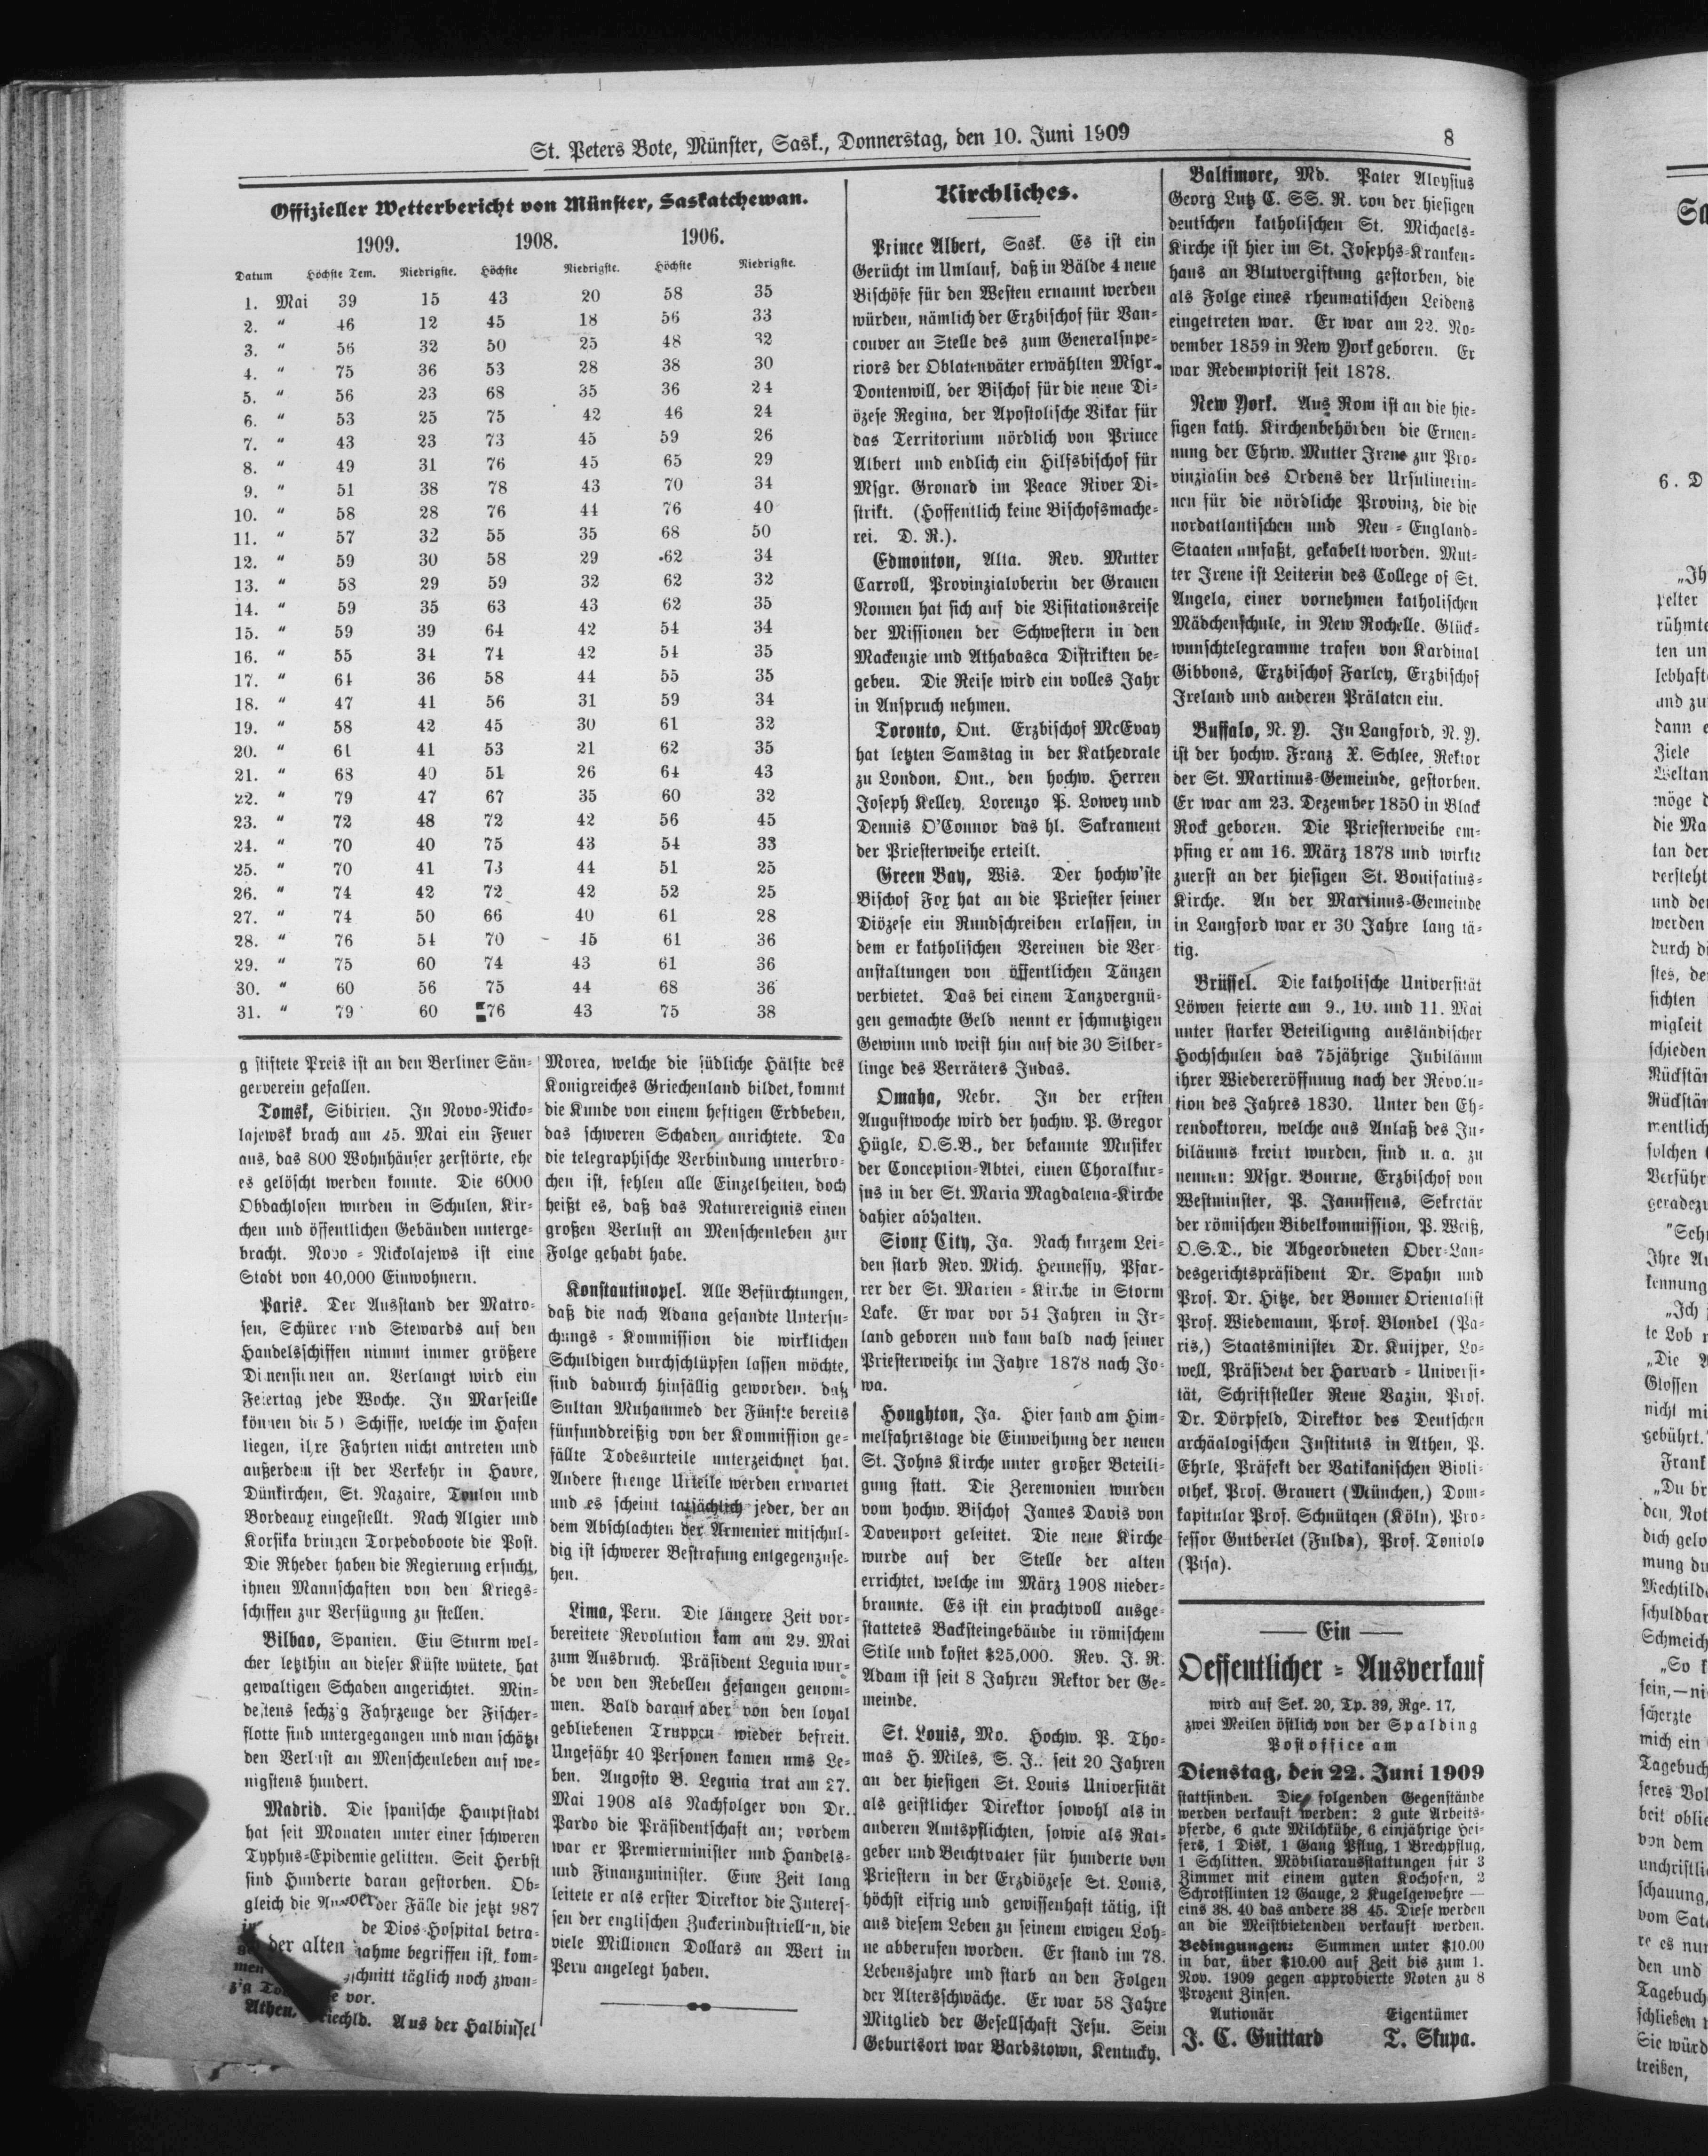 St. Peters Bote, Münster, Sask., Donnerstag, den 10. Juni 1909 8
Offizieller Wetterbericht von Münster, Saskatchewan.
1909. 1908. 1906.
Datum Höchste Tem. Niedrigste. Höchste Niedrigste. Höchste Niedrigste.
1. Mai 39 15 43 20 58 35
2. " 46 12 45 18 56 33
3. " 56 32 50 25 48 32
4. " 75 36 53 28 38 30
5. " 56 23 68 35 36 24
6. " 53 25 75 42 46 24
7. " 43 23 73 45 59 26
8. " 49 31 76 45 65 29
9. " 51 38 78 43 70 34
10. " 58 28 76 44 76 40
11. " 57 32 55 35 68 50
12. " 59 30 58 29 62 34
13. " 58 29 59 32 62 32
14. " 59 35 63 43 62 35
15. " 59 39 64 42 54 34
16. " 55 34 74 42 54 35
17. " 64 36 58 44 55 35
18. " 47 41 56 31 59 34
19. " 58 42 45 30 61 32
20. " 61 41 53 21 62 35
21. " 68 40 51 26 64 43
22. " 79 47 67 35 60 32
23. " 72 48 72 42 56 45
24. " 70 40 75 43 54 33
25. " 70 41 73 44 51 25
26. " 74 42 72 42 52 25
27. " 74 50 66 40 61 28
28. " 76 54 70 45 61 36
29. " 75 60 74 43 61 36
30. " 60 56 75 44 68 36
31. " 79 60 76 43 75 38
g stiftete Preis ist an den Berliner Sän-
gerverein gefallen.
Tomsk, Sibirien. In Novo-Nicko-
lajewsk brach am 15. Mai ein Feuer
aus, das 800 Wohnhäuser zerstörte, ehe
es gelöscht werden konnte. Die 6000
Obdachlosen wurden in Schulen, Kir-
chen und öffentlichen Gebäuden unterge-
bracht. Novo-Nickolajews ist eine
Stadt von 40,000 Einwohnern.
Paris. Der Ausstand der Matro-
sen, Schürer und Stewards auf den
Handelsschiffen nimmt immer größere
Dimensionen an. Verlangt wird ein
Feiertag jede Woche. In Marseille
können die 50 Schiffe, welche im Hafen
liegen, ihre Fahrten nicht antreten und
außerdem ist der Verkehr in Havre,
Dünkirchen, St. Nazaire, Toulon und
Bordeaux eingestellt. Nach Algier und
Korsika bringen Torpedoboote die Post.
Die Rheder haben die Regierung ersucht,
ihnen Mannschaften von den Kriegs-
schiffen zur Verfügung zu stellen.
Bilbao, Spanien. Ein Sturm wel-
cher letzthin an dieser Küste wütete, hat
gewaltigen Schaden angerichtet. Min-
destens sechzig Fahrzeuge der Fischer-
flotte sind untergegangen und man schätzt
den Verlust an Menschenleben auf we-
nigstens hundert.
Madrid. Die spanische Hauptstadt
hat seit Monaten unter einer schweren
Typhus-Epidemie gelitten. Seit Herbst
sind Hunderte daran gestorben. Ob-
gleich die der Fälle die jetzt 987
de Dios-Hospital betra-
der alten nahme begriffen ist, kom-
men schnitt täglich noch zwan-
vor.
Athen, Griechld. Aus der Halbinsel
Morea, welche die südliche Hälfte des
Königreiches Griechenland bildet, kommt
die Kunde von einem heftigen Erdbeben,
das schweren Schaden anrichtete. Da
die telegraphische Verbindung unterbro-
chen ist, fehlen alle Einzelheiten, doch
heißt es, daß das Naturereignis einen
großen Verlust an Menschenleben zur
Folge gehabt habe.
Konstantinopel. Alle Befürchtungen,
daß die nach Adana gesandte Untersu-
chungs-Kommission die wirklichen
Schuldigen durchschlüpfen lassen möchte,
sind dadurch hinfällig geworden, daß
Sultan Muhammed der Fünfte bereits
fünfunddreißig von der Kommission ge-
fällte Todesurteile unterzeichnet hat.
Andere strenge Urteile werden erwartet
und es scheint tatsächlich jeder, der an
dem Abschlachten der Armenier mitschul-
dig ist schwerer Bestrafung entgegenzuse-
hen.
Lima, Peru. Die längere Zeit vor-
bereitete Revolution kam am 29. Mai
zum Ausbruch. Präsident Leguia wur-
de von den Rebellen gefangen genom-
men. Bald darauf aber von den loyal
gebliebenen Truppen wieder befreit.
Ungefähr 40 Personen kamen ums Le-
ben. Augosto B. Leguia trat am 27.
Mai 1908 als Nachfolger von Dr.
Pardo die Präsidentschaft an; vordem
war er Premierminister und Handels-
und Finanzminister. Eine Zeit lang
leitete er als erster Direktor die Interes-
sen der englischen Zuckerindustriellen, die
viele Millionen Dollars an Wert in
Peru angelegt haben.
Kirchliches.
Prince Albert, Sask. Es ist ein
Gerücht im Umlauf, daß in Bälde 4 neue
Bischöfe für den Westen ernannt werden
würden, nämlich der Erzbischof für Van-
couver an Stelle des zum Generalsupe-
riors der Oblatenväter erwählten Msgr.
Dontenwill, der Bischof für die neue Di-
özese Regina, der Apostolische Vikar für
das Territorium nördlich von Prince
Albert und endlich ein Hilfsbischof für
Msgr. Gronard im Peace River Di-
strikt. (Hoffentlich keine Bischofsmache-
rei. D. R.).
Edmonton, Alta. Rev. Mutter
Carroll, Provinzialoberin der Grauen
Nonnen hat sich auf die Visitationsreise
der Missionen der Schwestern in den
Mackenzie und Athabasca Distrikten be-
geben. Die Reise wird ein volles Jahr
in Anspruch nehmen.
Toronto, Ont. Erzbischof McEvay
hat letzten Samstag in der Kathedrale
zu London, Ont., den hochw. Herren
Joseph Kelley, Lorenzo P. Lowey und
Dennis O'Connor das hl. Sakrament
der Priesterweihe erteilt.
Green Bay, Wis. Der hochw'ste
Bischof Fox hat an die Priester seiner
Diözese ein Rundschreiben erlassen, in
dem er katholischen Vereinen die Ver-
anstaltungen von öffentlichen Tänzen
verbietet. Das bei einem Tanzvergnü-
gen gemachte Geld nennt er schmutzigen
Gewinn und weist hin auf die 30 Silber-
linge des Verräters Judas.
Omaha, Nebr. In der ersten
Augustwoche wird der hochw. P. Gregor
Hügle, O.S.B., der bekannte Musiker
der Conception-Abtei, einen Choralkur-
sus in der St. Maria Magdalena-Kirche
dahier abhalten.
Sioux City, Ja. Nach kurzem Lei-
den starb Rev. Mich. Hennessy, Pfar-
rer der St. Marien-Kirche in Storm
Lake. Er war vor 54 Jahren in Ir-
land geboren und kam bald nach seiner
Priesterweihe im Jahre 1878 nach Jo-
wa.
Houghton, Ja. Hier fand am Him-
melfahrtstage die Einweihung der neuen
St. Johns Kirche unter großer Beteili-
gung statt. Die Zeremonien wurden
vom hochw. Bischof James Davis von
Davenport geleitet. Die neue Kirche
wurde auf der Stelle der alten
errichtet, welche im März 1908 nieder-
brannte. Es ist ein prachtvoll ausge-
stattetes Backsteingebäude in römischem
Stile und kostet $25,000. Rev. J. R.
Adam ist seit 8 Jahren Rektor der Ge-
meinde.
St. Louis, Mo. Hochw. P. Tho-
mas H. Miles, S. J., seit 20 Jahren
an der hiesigen St. Louis Universität
als geistlicher Direktor sowohl als in
anderen Amtspflichten, sowie als Rat-
geber und Beichtvater für hunderte von
Priestern in der Erzdiözese St. Louis,
höchst eifrig und gewissenhaft tätig, ist
aus diesem Leben zu seinem ewigen Loh-
ne abberufen worden. Er stand im 78.
Lebensjahre und starb an den Folgen
der Altersschwäche. Er war 58 Jahre
Mitglied der Gesellschaft Jesu. Sein
Geburtsort war Bardstown, Kentucky.
Baltimore, Md. Pater Aloysius
Georg Lutz C. SS. R. von der hiesigen
deutschen katholischen St. Michaels-
Kirche ist hier im St. Josephs-Kranken-
haus an Blutvergiftung gestorben, die
als Folge eines rheumatischen Leidens
eingetreten war. Er war am 22. No-
vember 1859 in New York geboren. Er
war Redemptorist seit 1878.
New York. Aus Rom ist an die hie-
sigen kath. Kirchenbehörden die Ernen-
nung der Ehrw. Mutter Irene zur Pro-
vinzialin des Ordens der Ursulinerin-
nen für die nördliche Provinz, die die
nordatlantischen und Neu-England-
Staaten umfaßt, gekabelt worden. Mut-
ter Irene ist Leiterin des College of St.
Angela, einer vornehmen katholischen
Mädchenschule, in New Rochelle. Glück-
wunschtelegramme trafen von Kardinal
Gibbons, Erzbischof Farley, Erzbischof
Ireland und anderen Prälaten ein.
Buffalo, N. Y. In Langford, N. Y.
ist der hochw. Franz X. Schlee, Rektor
der St. Martinus-Gemeinde, gestorben.
Er war am 23. Dezember 1850 in Black
Rock geboren. Die Priesterweihe em-
pfing er am 16. März 1878 und wirkte
zuerst an der hiesigen St. Bonifatius-
Kirche. An der Martinus-Gemeinde
in Langford war er 30 Jahre lang tä-
tig.
Brüssel. Die katholische Universität
Löwen feierte am 9., 10. und 11. Mai
unter starker Beteiligung ausländischer
Hochschulen das 75jährige Jubiläum
ihrer Wiedereröffnung nach der Revolu-
tion des Jahres 1830. Unter den Eh-
rendoktoren, welche aus Anlaß des Ju-
biläums kreirt wurden, sind u. a. zu
nennen: Msgr. Bourne, Erzbischof von
Westminster, P. Janussens, Sekretär
der römischen Bibelkommission, P. Weiß,
O.S.D., die Abgeordneten Ober-Lan-
desgerichtspräsident Dr. Spahn und
Prof. Dr. Hitze, der Bonner Orientalist
Prof. Wiedemann, Prof. Blondel (Pa-
ris,) Staatsminister Dr. Kuijper, Lo-
well, Präsident der Harvard-Universi-
tät, Schriftsteller Rene Bazin, Prof.
Dr. Dörpfeld, Direktor des Deutschen
archäalogischen Instituts in Athen, P.
Ehrle, Präfekt der Vatikanischen Bibli-
othek, Prof. Grauert (München,) Dom-
kapitular Prof. Schnütgen (Köln), Pro-
fessor Gutberlet (Fulda), Prof. Toniolo
(Pisa).
Ein
Oeffentlicher-Ausverkauf
wird auf Sek. 20, Tp. 39, Rge. 17,
zwei Meilen östlich von der Spalding
Postoffice am
Dienstag, den 22. Juni 1909
stattfinden. Die folgenden Gegenstände
werden verkauft werden: 2 gute Arbeits-
pferde, 6 gute Milchkühe, 6 einjährige Hei-
fers, 1 Disk, 1 Gang Pflug, 1 Brechpflug,
1 Schlitten. Möbiliarausstattungen für 3
Zimmer mit einem guten Kochofen, 2
Schrotflinten 12 Gauge, 2 Kugelgewehre —
eins 38. 40 das andere 38 45. Diese werden
an die Meistbietenden verkauft werden.
Bedingungen: Summen unter $10.00
in bar, über $10.00 auf Zeit bis zum 1.
Nov. 1909 gegen approbierte Noten zu 8
Prozent Zinsen.
Autionär Eigentümer
J. C. Guittard T. Skupa.